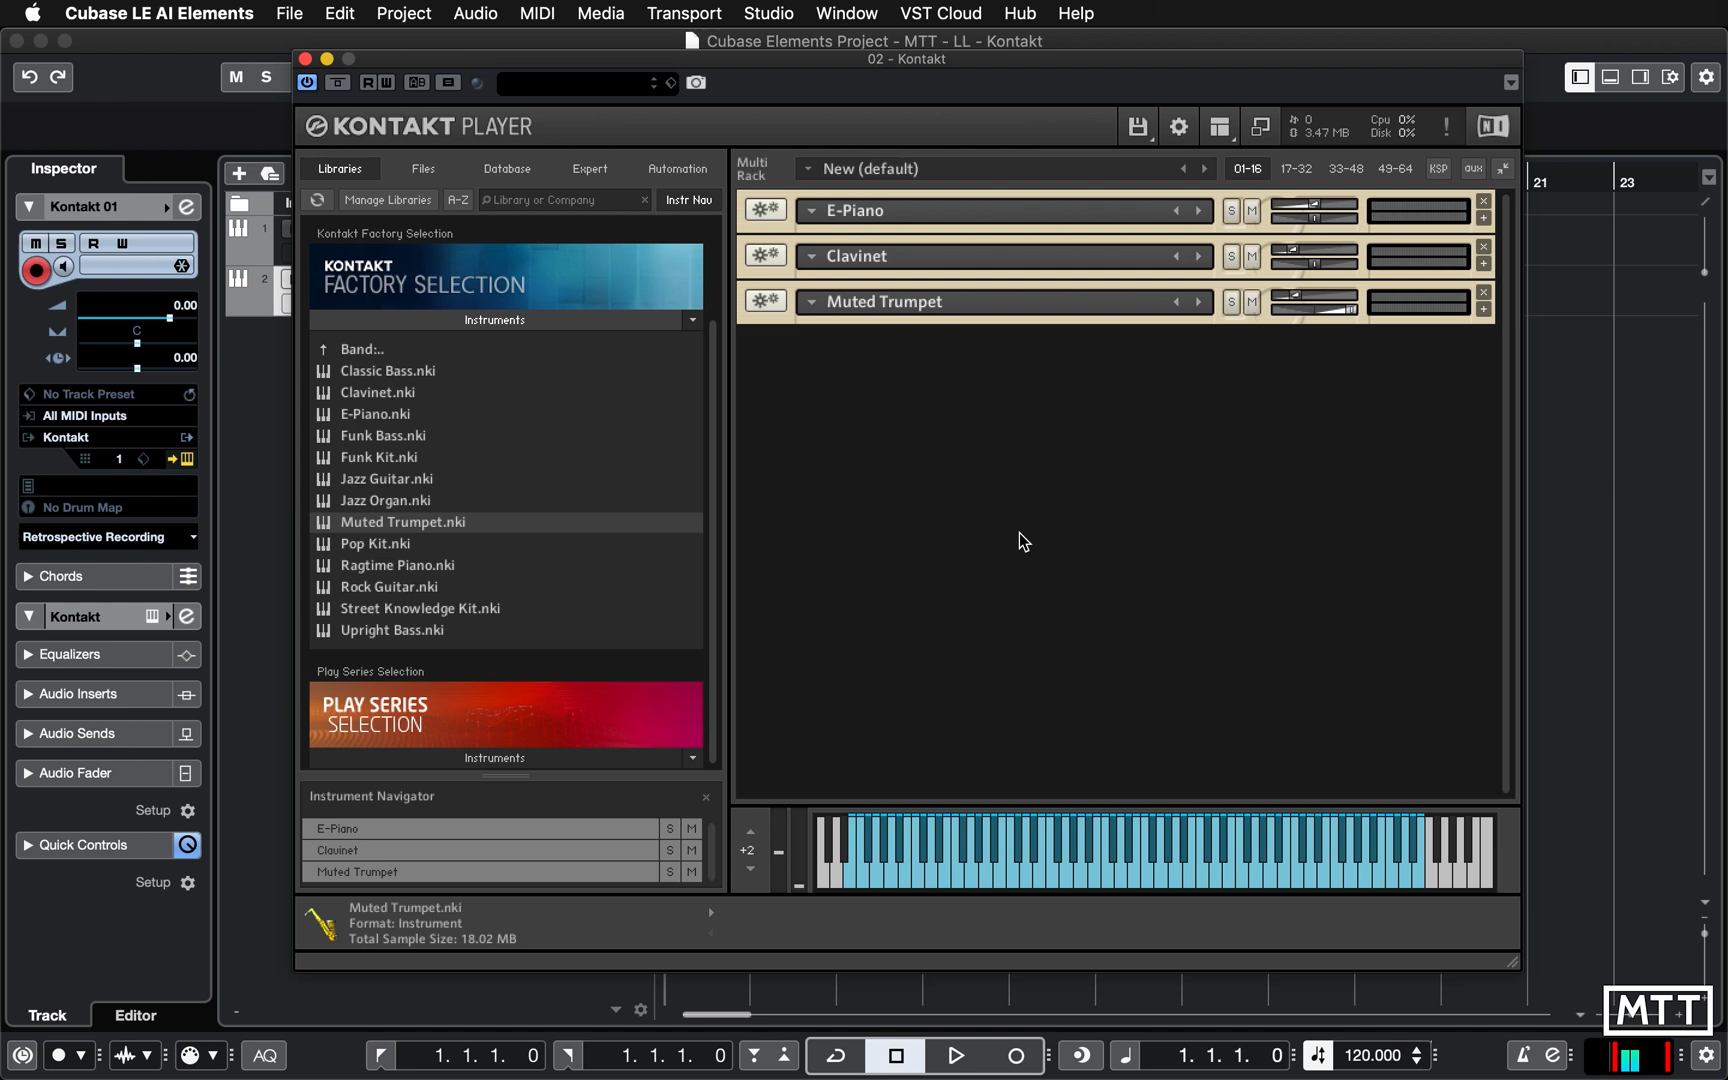 Cubase LE AI Elements File Edit Project Audio MIDI Media Transport Studio Window VST Cloud Hub Help
Cubase Elements Project - MTT - LL - Kontakt
02 - Kontakt
M S
R W
KONTAKT PLAYER
0
3.47 MB
Cpu 0%
Disk 0%
!
Inspector
Kontakt 01
M S R W
0.00
C
0.00
No Track Preset
All MIDI Inputs
Kontakt
1
No Drum Map
Retrospective Recording
Chords
Kontakt
Equalizers
Audio Inserts
Audio Sends
Audio Fader
Setup
Quick Controls
Setup
Track Editor
1
2
Libraries Files Database Expert Automation
Manage Libraries A-Z Library or Company Instr Nav
Kontakt Factory Selection
KONTAKT
FACTORY SELECTION
Instruments
Band:..
Classic Bass.nki
Clavinet.nki
E-Piano.nki
Funk Bass.nki
Funk Kit.nki
Jazz Guitar.nki
Jazz Organ.nki
Muted Trumpet.nki
Pop Kit.nki
Ragtime Piano.nki
Rock Guitar.nki
Street Knowledge Kit.nki
Upright Bass.nki
Play Series Selection
PLAY SERIES
SELECTION
Instruments
Instrument Navigator
E-Piano S M
Clavinet S M
Muted Trumpet S M
Muted Trumpet.nki
Format: Instrument
Total Sample Size: 18.02 MB
Multi
Rack
New (default) 01-16 17-32 33-48 49-64 KSP aux
E-Piano S M
Clavinet S M
Muted Trumpet S M
+2
21 23
MTT
AQ 1. 1. 1. 0 1. 1. 1. 0 1. 1. 1. 0 120.000